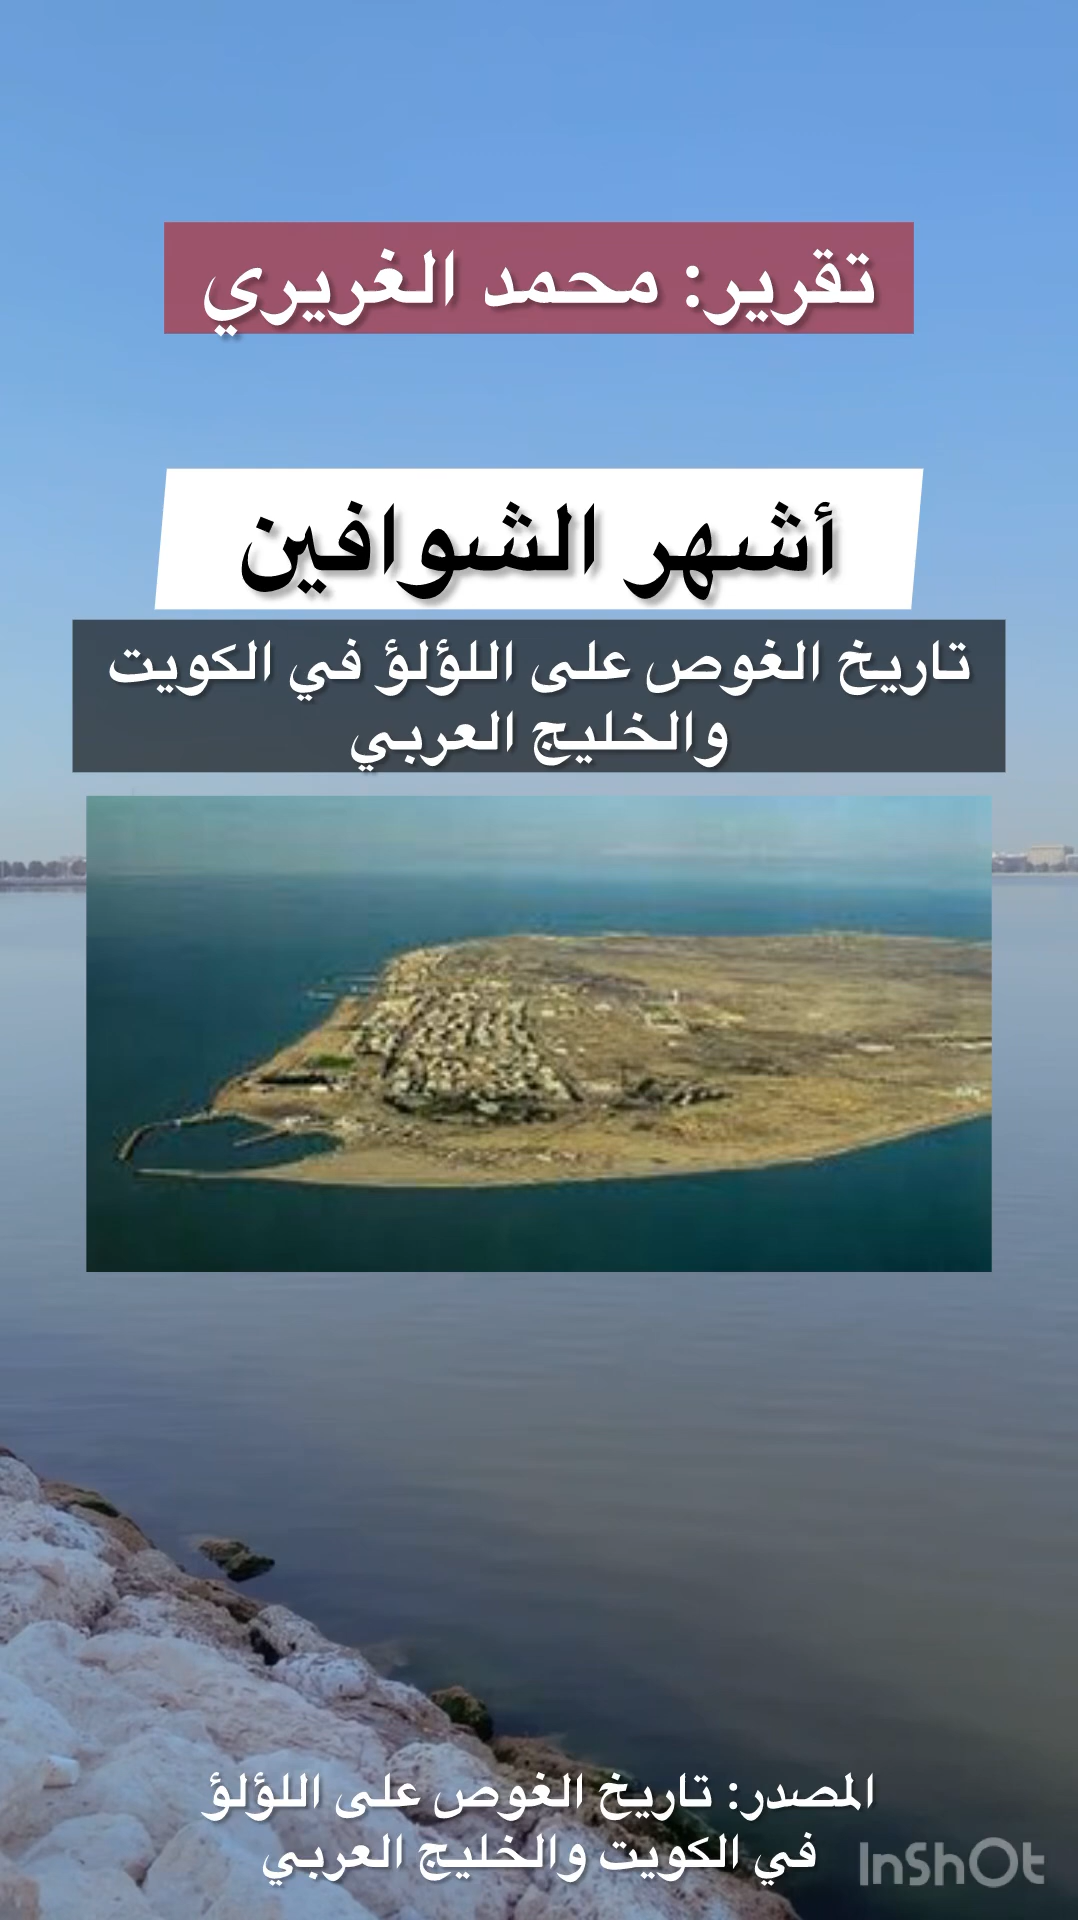 تقرير: محمد الغريري
أشهر الشوافين
تاريخ الغوص على اللؤلؤ في الكويت
والخليج العربي
المصدر: تاريخ الغوص على اللؤلؤ
في الكويت والخليج العربي
InShOt